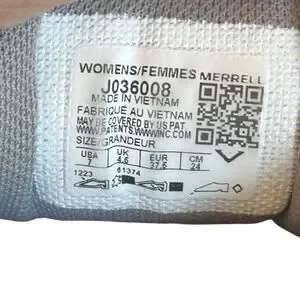 WOMENS/FEMMES MERRELL
J036008
MADE IN VIETNAM
FABRIQUÉ AU VIETNAM
MAY BE COVERED BY US PAT
WWW.PATENTS.WWWINC.COM
SIZE/GRANDEUR
USA UK EUR CM
7 4.5 37.5 24
1223 61374